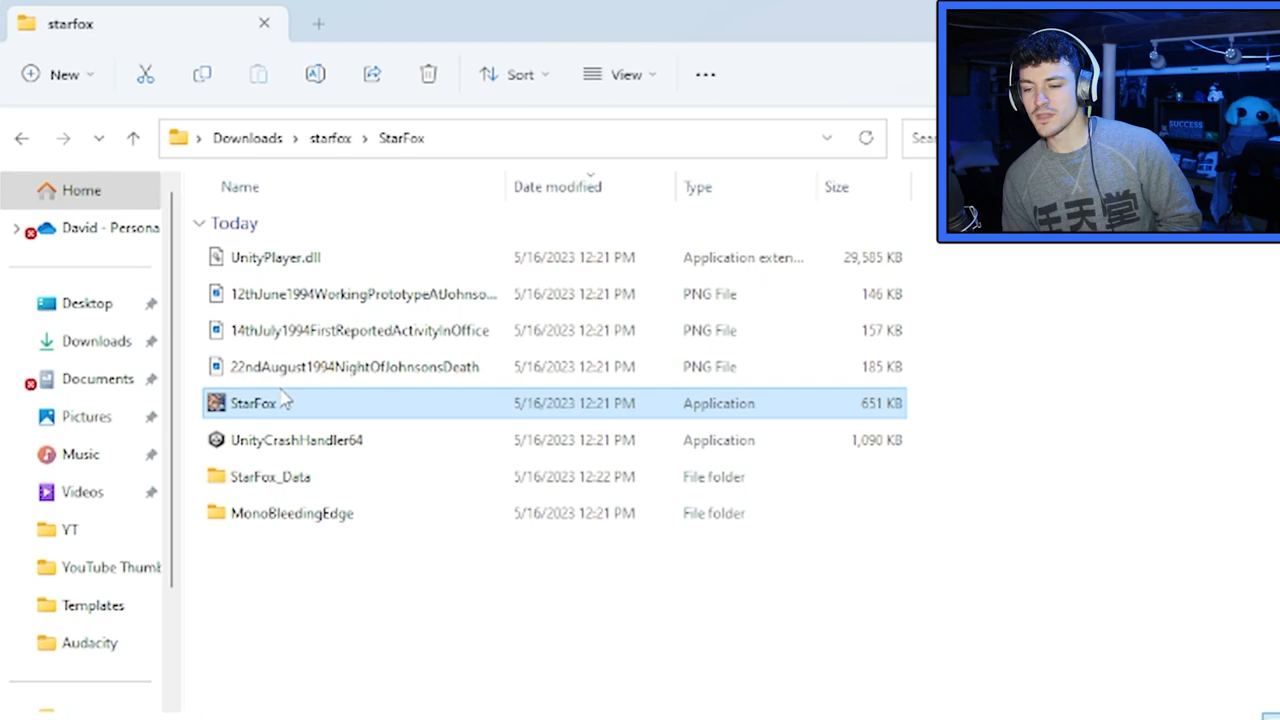 starfox
New
Sort
View
Downloads
starfox
StarFox
Sear
Home
David - Persona
Desktop
Downloads
Documents
Pictures
Music
Videos
YT
YouTube Thumb
Templates
Audacity
Name
Date modified
Type
Size
Today
UnityPlayer.dll 5/16/2023 12:21 PM Application exten... 29,585 KB
12thJune1994WorkingPrototypeAtJohnso... 5/16/2023 12:21 PM PNG File 146 KB
14thJuly1994FirstReportedActivityInOffice 5/16/2023 12:21 PM PNG File 157 KB
22ndAugust1994NightOfJohnsonsDeath 5/16/2023 12:21 PM PNG File 185 KB
StarFox 5/16/2023 12:21 PM Application 651 KB
UnityCrashHandler64 5/16/2023 12:21 PM Application 1,090 KB
StarFox_Data 5/16/2023 12:22 PM File folder
MonoBleedingEdge 5/16/2023 12:21 PM File folder
SUCCESS
任天堂